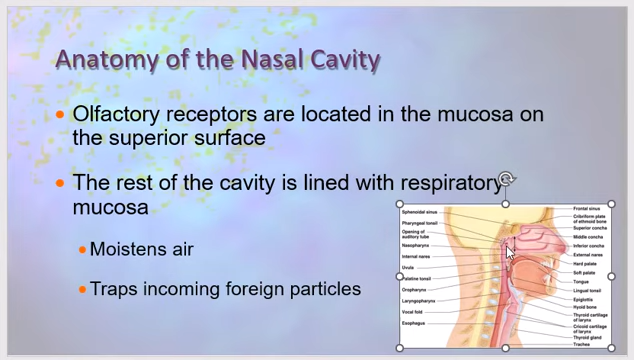 Anatomy of the Nasal Cavity
Olfactory receptors are located in the mucosa on
the superior surface
The rest of the cavity is lined with respiratory
mucosa
Moistens air
Traps incoming foreign particles
Sphenoidal sinus
Pharyngeal tonsil
Opening of
auditory tube
Nasopharynx
Internal nares
Uvula
Palatine tonsil
Oropharynx
Laryngopharynx
Vocal fold
Esophagus
Frontal sinus
Cribriform plate
of ethmoid bone
Superior concha
Middle concha
Inferior concha
External nares
Hard palate
Soft palate
Tongue
Lingual tonsil
Epiglottis
Hyoid bone
Thyroid cartilage
of larynx
Cricoid cartilage
of larynx
Thyroid gland
Trachea